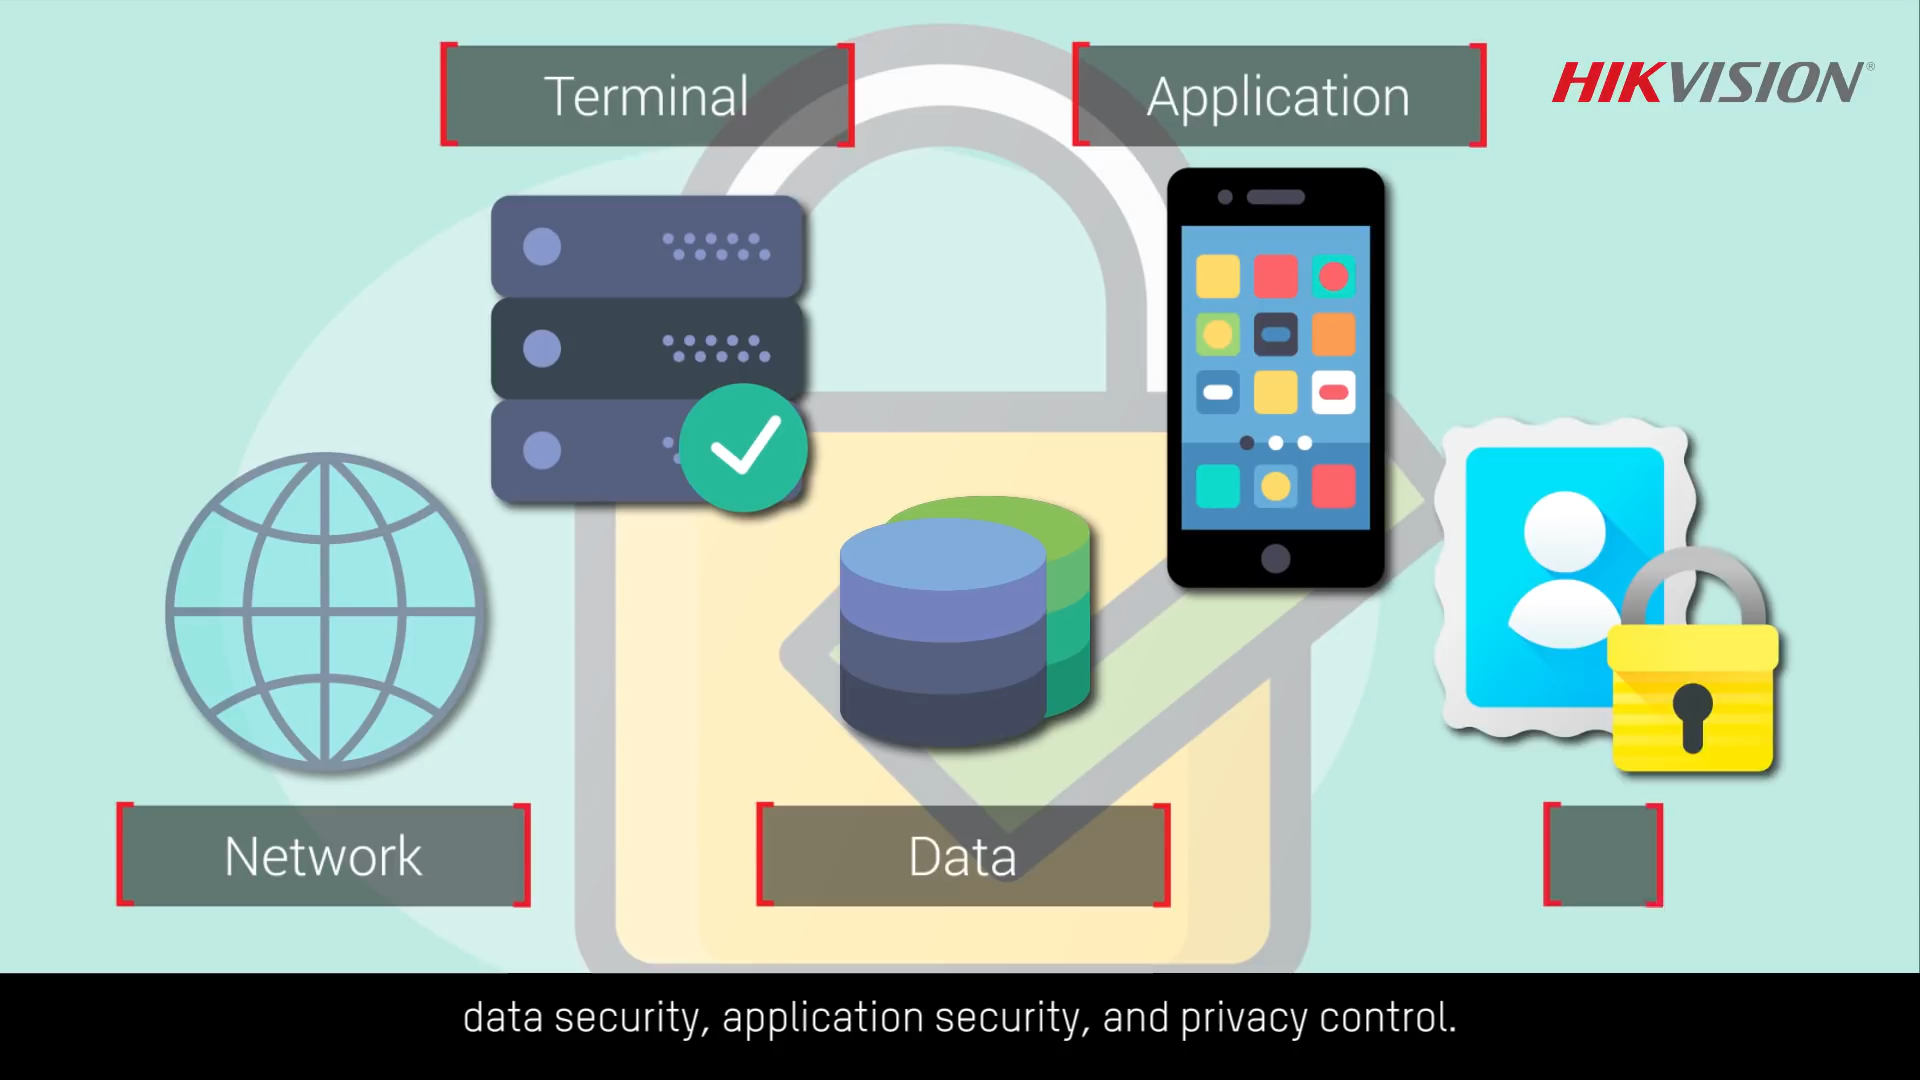 Terminal
Application
HIKVISION®
Network
Data
data security, application security, and privacy control.